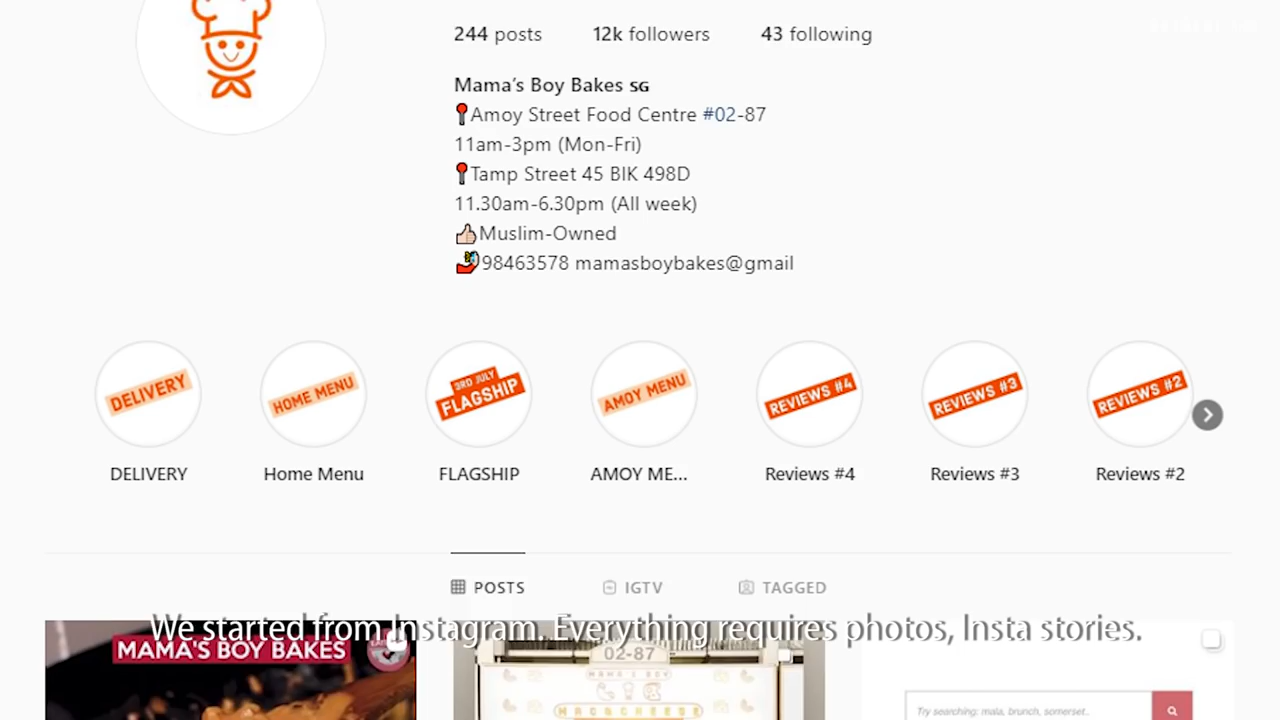 244 posts 12k followers 43 following
Mama's Boy Bakes SG
Amoy Street Food Centre #02-87
11am-3pm (Mon-Fri)
Tamp Street 45 BlK 498D
11.30am-6.30pm (All week)
Muslim-Owned
98463578 mamasboybakes@gmail
DELIVERY
HOME MENU
3RD JULY
FLAGSHIP
AMOY MENU
REVIEWS #4
REVIEWS #3
REVIEWS #2
DELIVERY
Home Menu
FLAGSHIP
AMOY ME...
Reviews #4
Reviews #3
Reviews #2
POSTS IGTV TAGGED
We started from Instagram. Everything requires photos, Insta stories.
MAMA'S BOY BAKES
02-87
MAMA'S BOY
MAC&CHEESE
Try searching: mala, brunch, somerset..